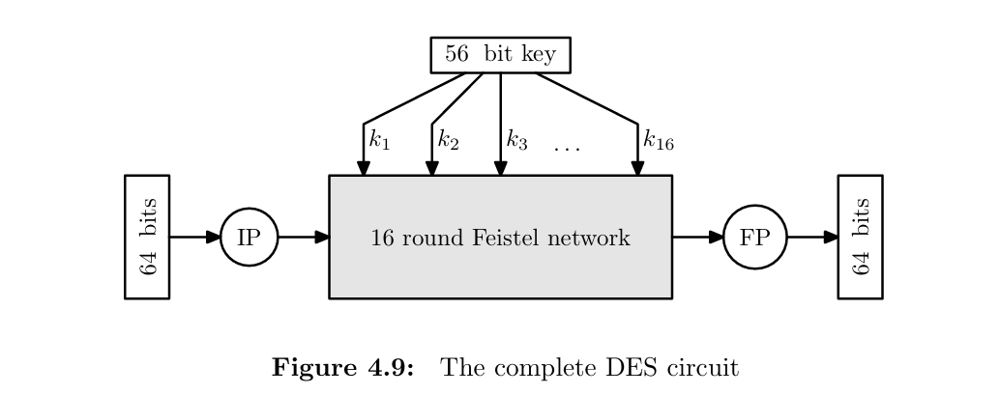 56 bit key
k1 k2 k3 ... k16
64 bits
IP
16 round Feistel network
FP
64 bits
Figure 4.9: The complete DES circuit